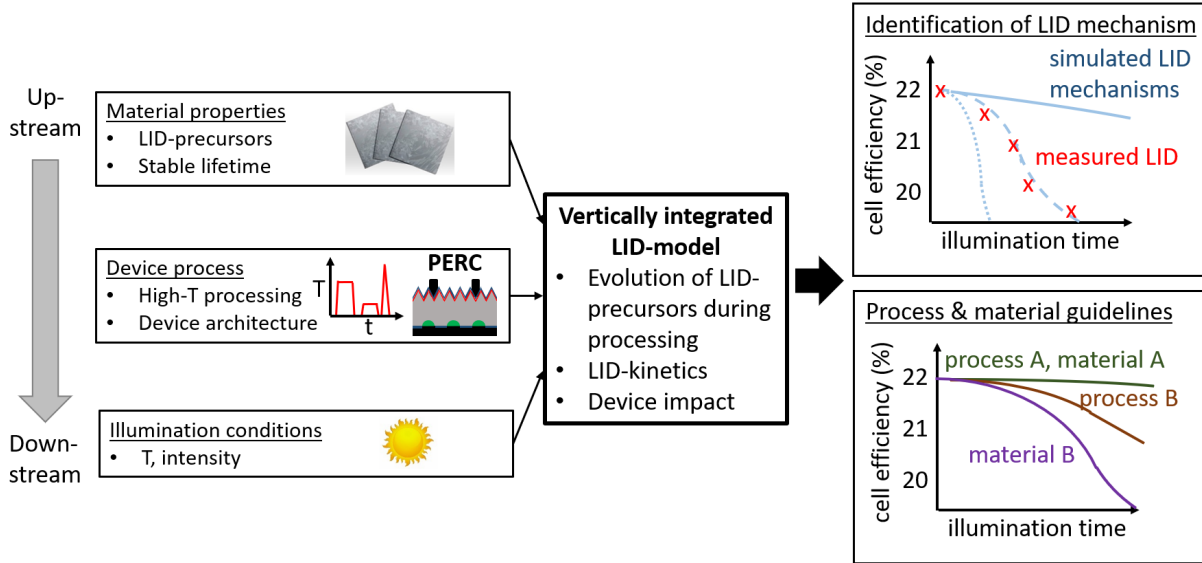 Up-
stream
Down-
stream
Material properties
• LID-precursors
• Stable lifetime
Device process
• High-T processing
• Device architecture
T
t
PERC
Illumination conditions
• T, intensity
Vertically integrated
LID-model
• Evolution of LID-
precursors during
processing
• LID-kinetics
• Device impact
Identification of LID mechanism
cell efficiency (%)
22
21
20
simulated LID
mechanisms
measured LID
x
x
x
x
x
illumination time
Process & material guidelines
cell efficiency (%)
22
21
20
process A, material A
process B
material B
illumination time